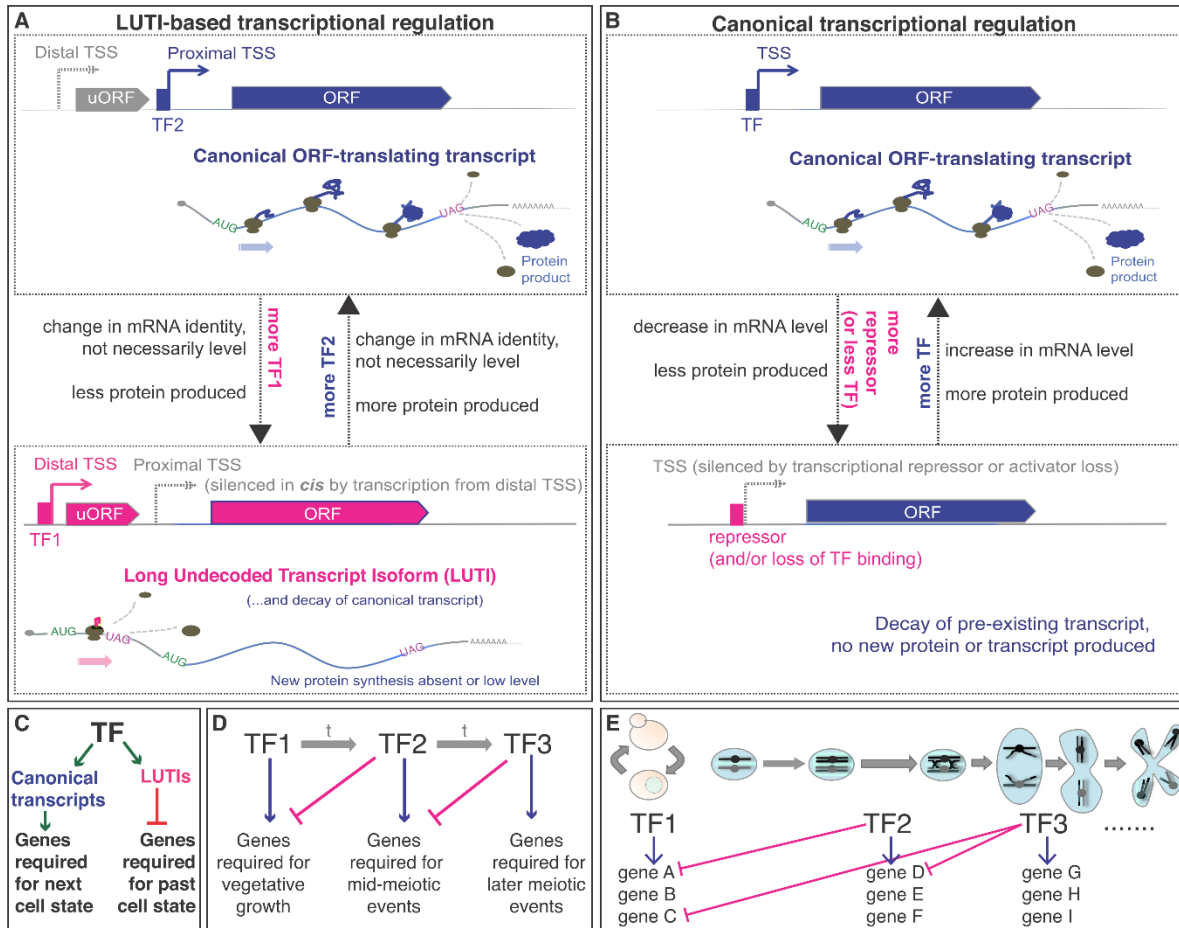 A
LUTI-based transcriptional regulation
Distal TSS
Proximal TSS
uORF
ORF
TF2
Canonical ORF-translating transcript
AUG
UAG
AAAAAAAA......
Protein
product
change in mRNA identity,
not necessarily level
less protein produced
more TF1
more TF2
change in mRNA identity,
not necessarily level
more protein produced
Distal TSS
Proximal TSS
(silenced in cis by transcription from distal TSS)
uORF
ORF
TF1
Long Undecoded Transcript Isoform (LUTI)
(...and decay of canonical transcript)
AUG
UAG
AUG
UAG
AAAAAAA......
New protein synthesis absent or low level
B
Canonical transcriptional regulation
TSS
ORF
TF
Canonical ORF-translating transcript
AUG
UAG
AAAAAAAA......
Protein
product
decrease in mRNA level
less protein produced
more
repressor
(or less TF)
more TF
increase in mRNA level
more protein produced
TSS (silenced by transcriptional repressor or activator loss)
ORF
repressor
(and/or loss of TF binding)
Decay of pre-existing transcript,
no new protein or transcript produced
C
TF
Canonical
transcripts
LUTIs
Genes
required
for next
cell state
Genes
required
for past
cell state
D
t
t
TF1
TF2
TF3
Genes
required for
vegetative
growth
Genes
required for
mid-meiotic
events
Genes
required for
later meiotic
events
E
TF1
TF2
TF3
.......
gene A
gene B
gene C
gene D
gene E
gene F
gene G
gene H
gene I